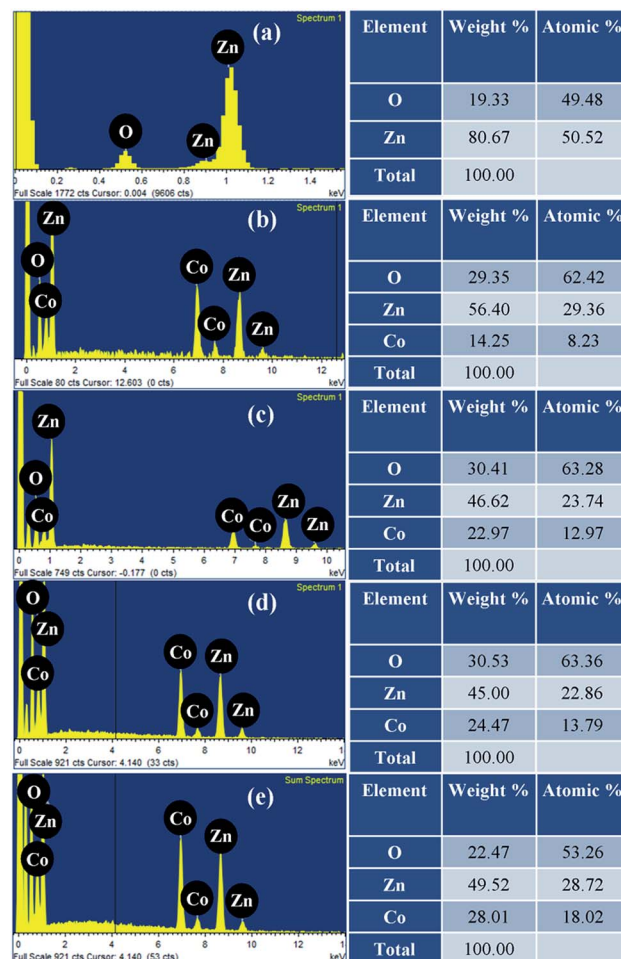 Spectrum 1
(a)
Zn
O
Zn
0 0.2 0.4 0.6 0.8 1 1.2 1.4
Full Scale 1772 cts Cursor: 0.004 (9606 cts) keV
Element Weight % Atomic %
O 19.33 49.48
Zn 80.67 50.52
Total 100.00
Spectrum 1
(b)
Zn
O
Co
Co
Zn
Co
Zn
0 2 4 6 8 10 12
Full Scale 80 cts Cursor: 12.603 (0 cts) keV
Element Weight % Atomic %
O 29.35 62.42
Zn 56.40 29.36
Co 14.25 8.23
Total 100.00
Spectrum 1
(c)
Zn
O
Co
Co
Co
Zn
Zn
0 1 2 3 4 5 6 7 8 9 10
Full Scale 749 cts Cursor: -0.177 (0 cts) keV
Element Weight % Atomic %
O 30.41 63.28
Zn 46.62 23.74
Co 22.97 12.97
Total 100.00
Spectrum 1
(d)
O
Zn
Co
Co
Zn
Co
Zn
0 2 4 6 8 10 12 1
Full Scale 921 cts Cursor: 4.140 (33 cts) keV
Element Weight % Atomic %
O 30.53 63.36
Zn 45.00 22.86
Co 24.47 13.79
Total 100.00
Sum Spectrum
(e)
O
Zn
Co
Co
Zn
Co
Zn
0 2 4 6 8 10 12 1
Full Scale 921 cts Cursor: 4.140 (53 cts) keV
Element Weight % Atomic %
O 22.47 53.26
Zn 49.52 28.72
Co 28.01 18.02
Total 100.00